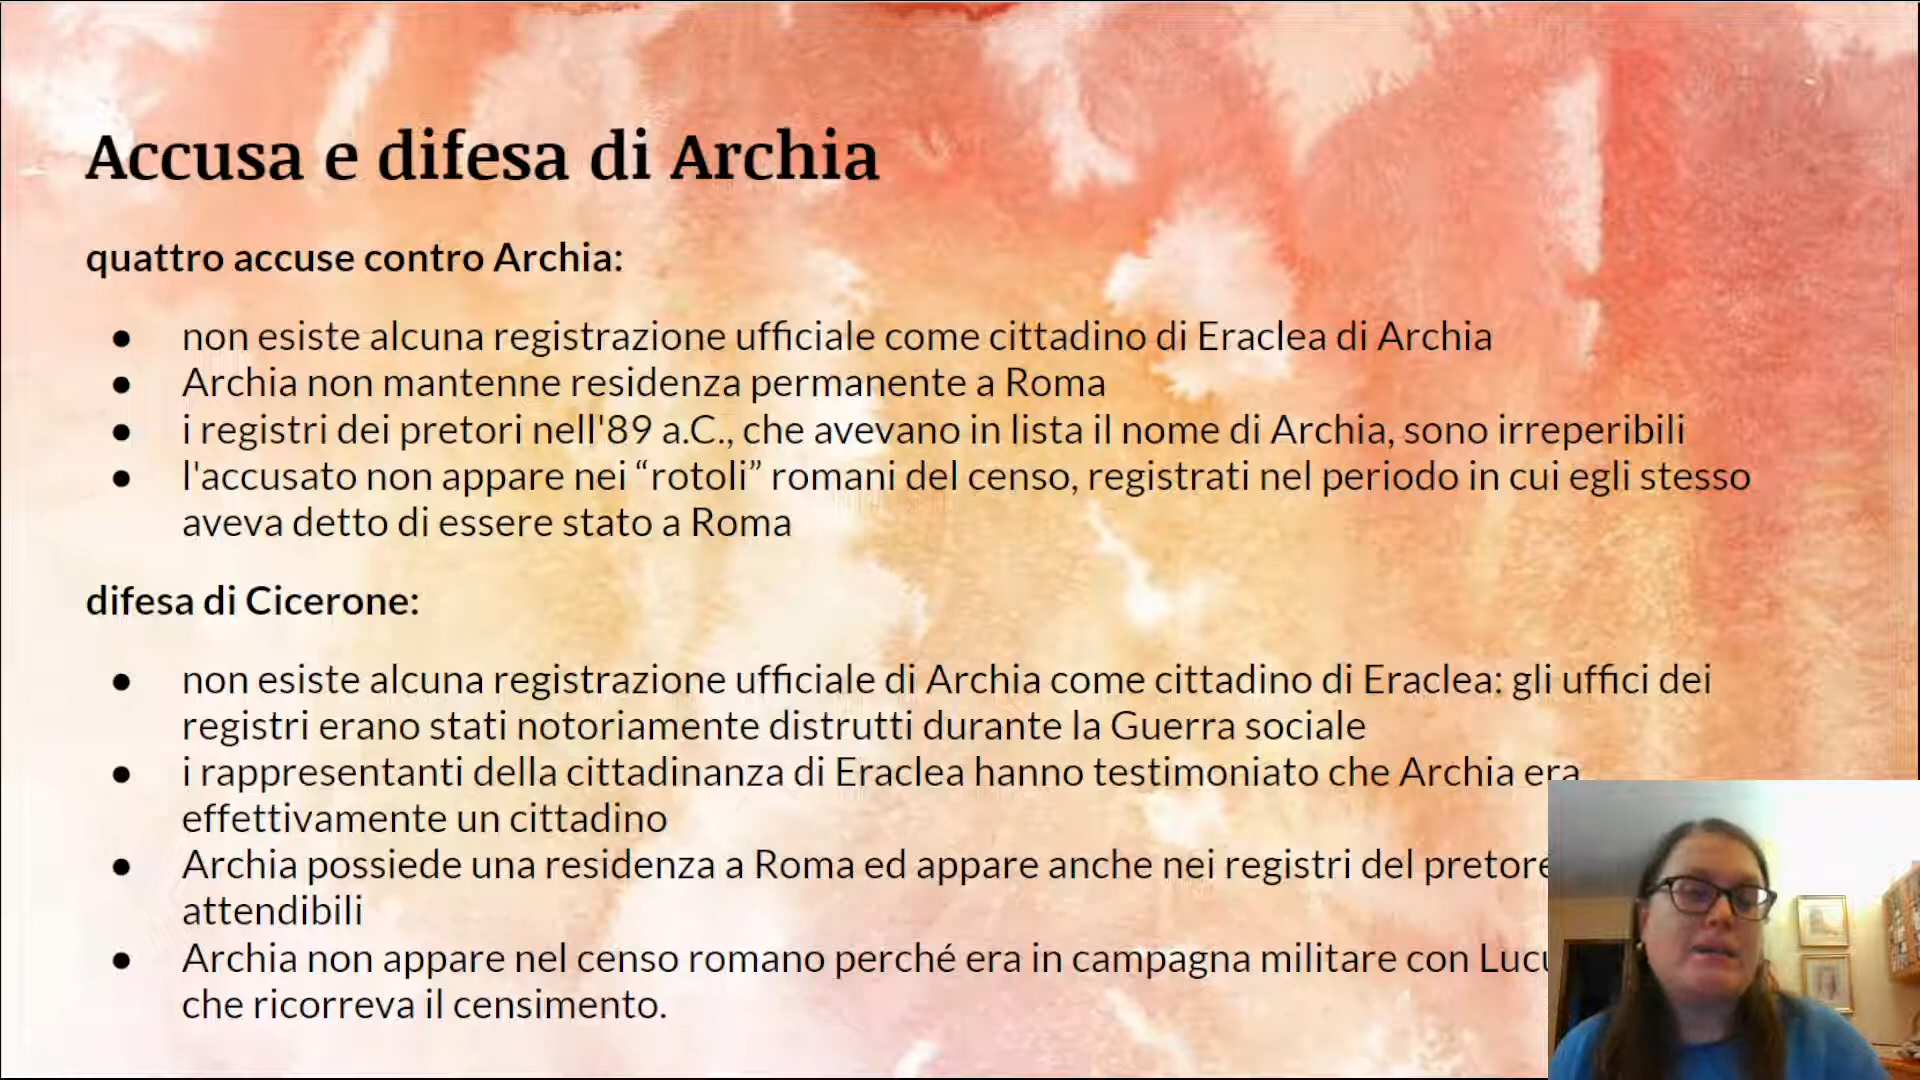 Accusa e difesa di Archia
quattro accuse contro Archia:
● non esiste alcuna registrazione ufficiale come cittadino di Eraclea di Archia
● Archia non mantenne residenza permanente a Roma
● i registri dei pretori nell'89 a.C., che avevano in lista il nome di Archia, sono irreperibili
● l'accusato non appare nei “rotoli” romani del censo, registrati nel periodo in cui egli stesso
aveva detto di essere stato a Roma
difesa di Cicerone:
● non esiste alcuna registrazione ufficiale di Archia come cittadino di Eraclea: gli uffici dei
registri erano stati notoriamente distrutti durante la Guerra sociale
● i rappresentanti della cittadinanza di Eraclea hanno testimoniato che Archia era
effettivamente un cittadino
● Archia possiede una residenza a Roma ed appare anche nei registri del pretore
attendibili
● Archia non appare nel censo romano perché era in campagna militare con
che ricorreva il censimento.